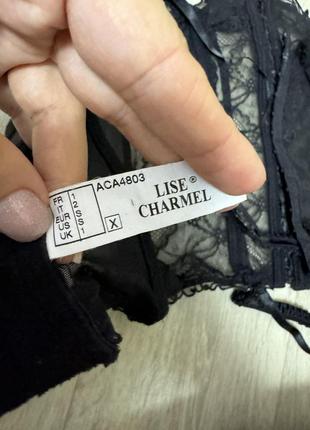 ACA4803
FR 1
IT 2
EUR S
US S
UK 1
X
LISE®
CHARMEL